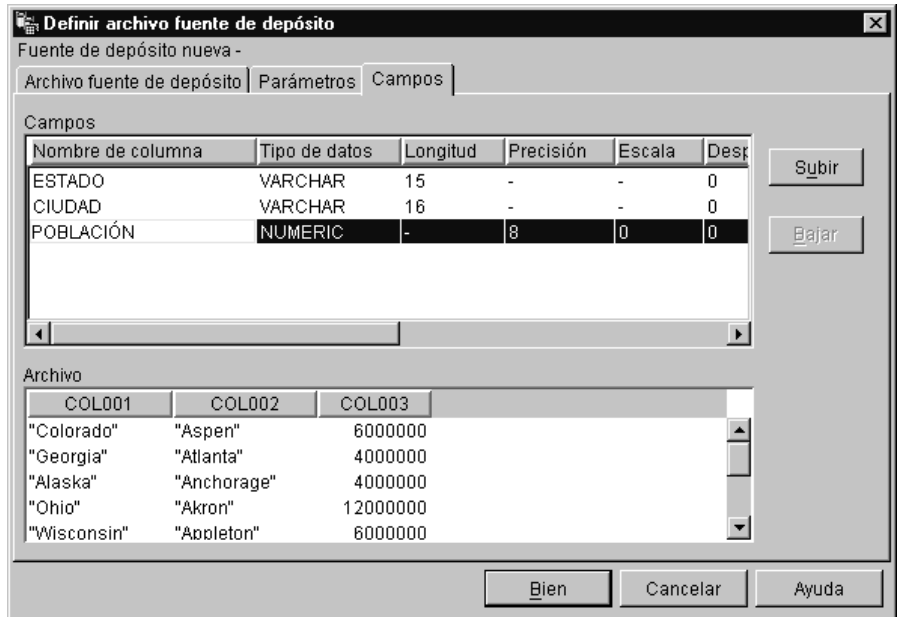 Definir archivo fuente de depósito
Fuente de depósito nueva -
Archivo fuente de depósito Parámetros Campos
Campos
Nombre de columna Tipo de datos Longitud Precisión Escala Desp
ESTADO VARCHAR 15 - - 0
CIUDAD VARCHAR 16 - - 0
POBLACIÓN NUMERIC - 8 0 0
Subir
Bajar
Archivo
COL001 COL002 COL003
"Colorado" "Aspen" 6000000
"Georgia" "Atlanta" 4000000
"Alaska" "Anchorage" 4000000
"Ohio" "Akron" 12000000
"Wisconsin" "Appleton" 6000000
Bien Cancelar Ayuda